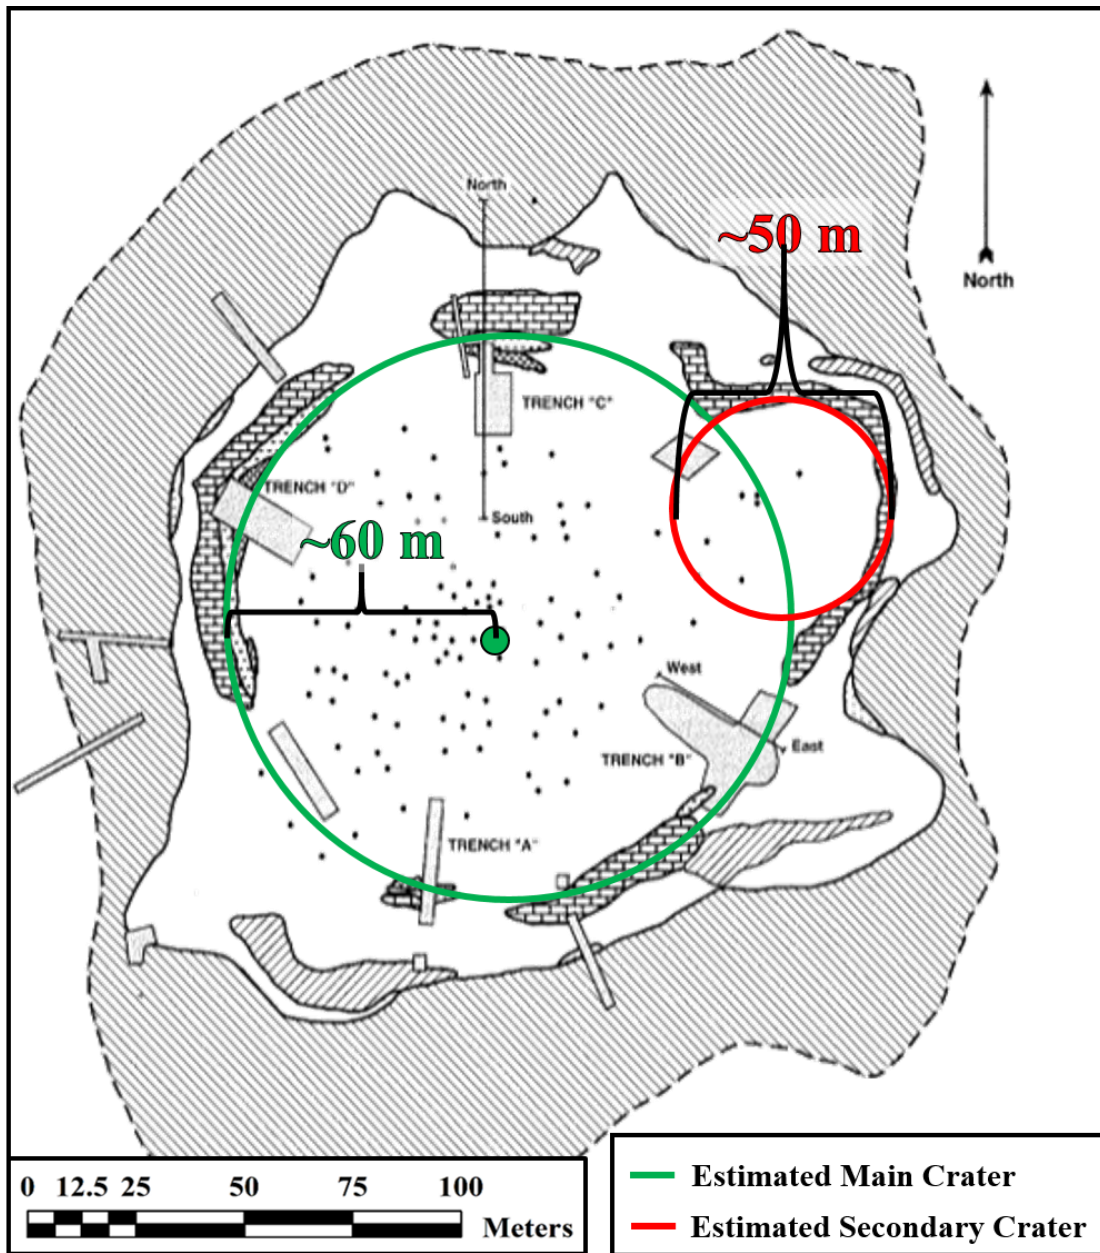 North
~50 m
North
TRENCH "C"
TRENCH "D"
South
~60 m
West
East
TRENCH "B"
TRENCH "A"
0 12.5 25 50 75 100
Meters
Estimated Main Crater
Estimated Secondary Crater